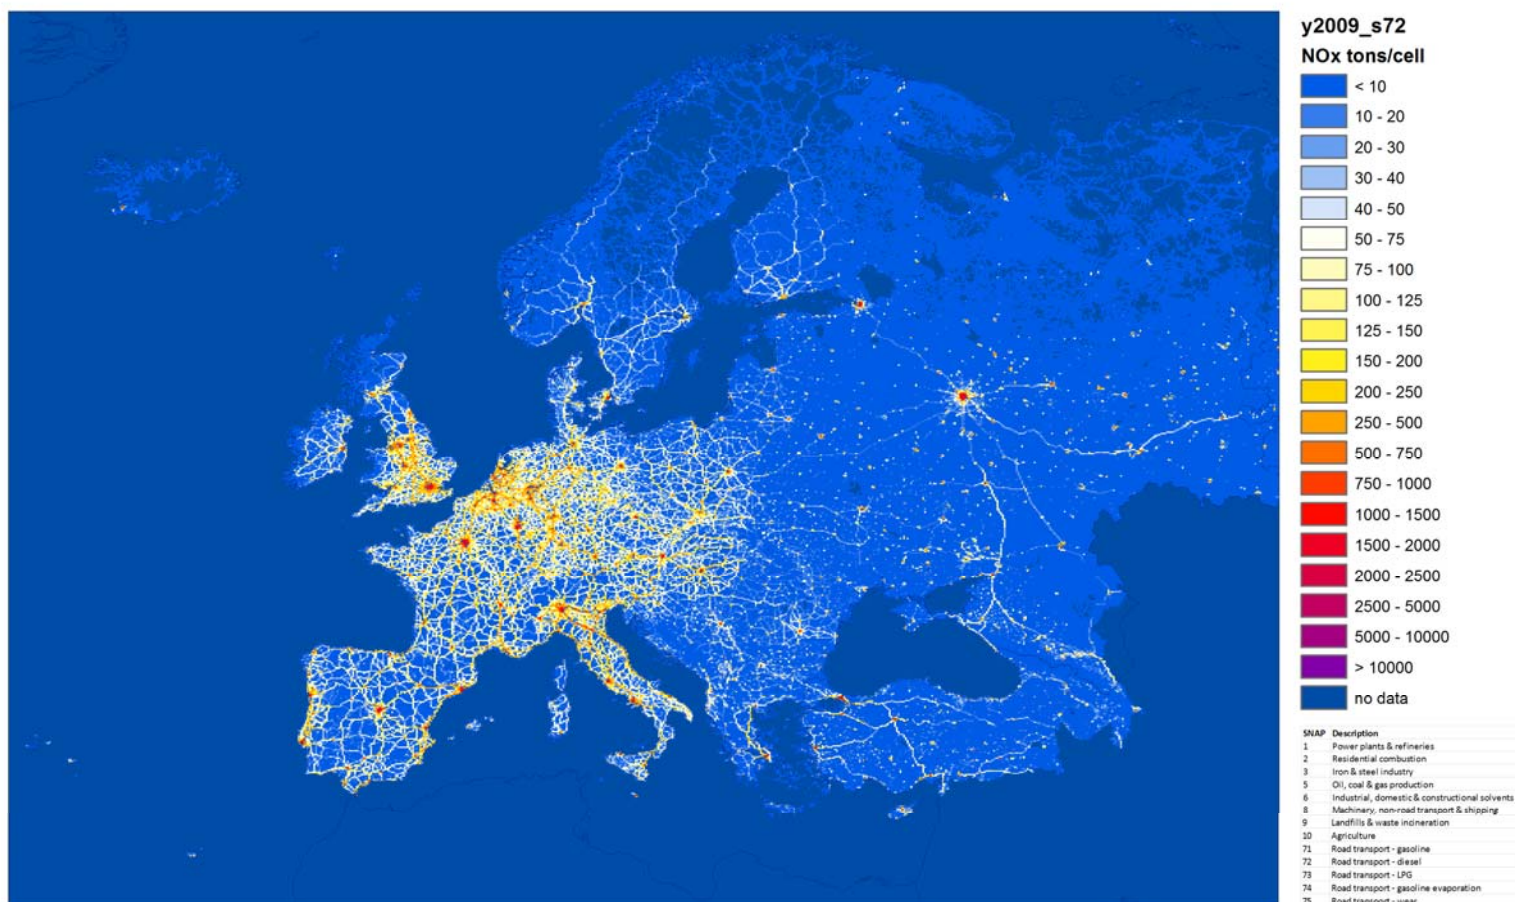 y2009_s72
NOx tons/cell
< 10
10 - 20
20 - 30
30 - 40
40 - 50
50 - 75
75 - 100
100 - 125
125 - 150
150 - 200
200 - 250
250 - 500
500 - 750
750 - 1000
1000 - 1500
1500 - 2000
2000 - 2500
2500 - 5000
5000 - 10000
> 10000
no data
SNAP Description
1 Power plants & refineries
2 Residential combustion
3 Iron & steel industry
5 Oil, coal & gas production
6 Industrial, domestic & constructional solvents
8 Machinery, non-road transport & shipping
9 Landfills & waste incineration
10 Agriculture
71 Road transport - gasoline
72 Road transport - diesel
73 Road transport - LPG
74 Road transport - gasoline evaporation
75 Road transport - wear